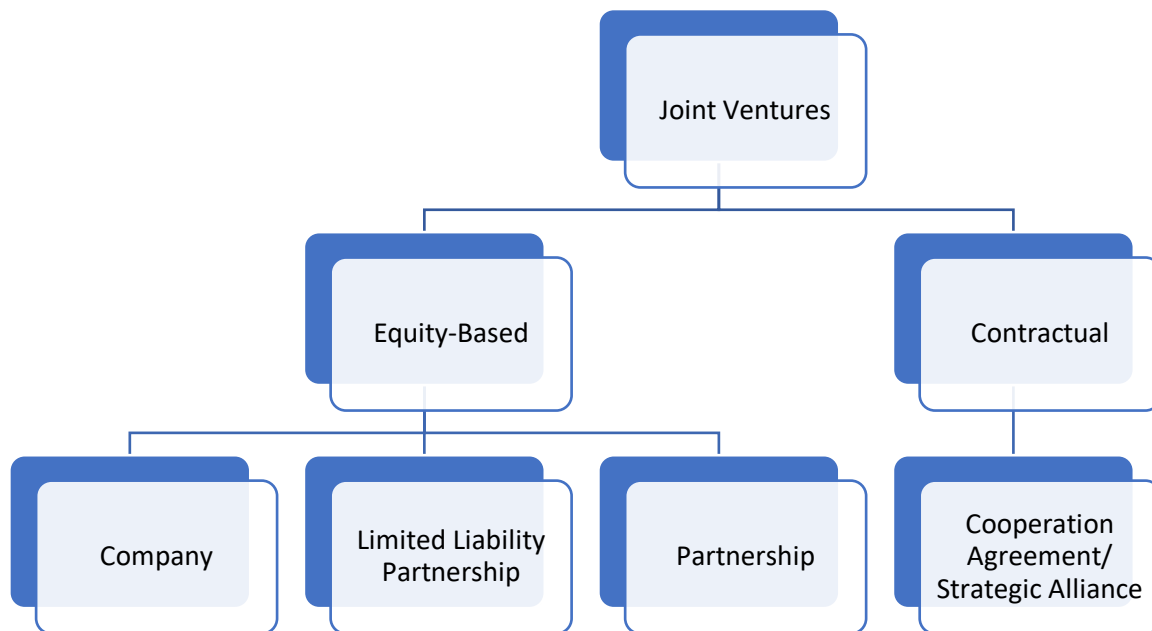 Joint Ventures
Equity-Based
Contractual
Company
Limited Liability
Partnership
Partnership
Cooperation
Agreement/
Strategic Alliance